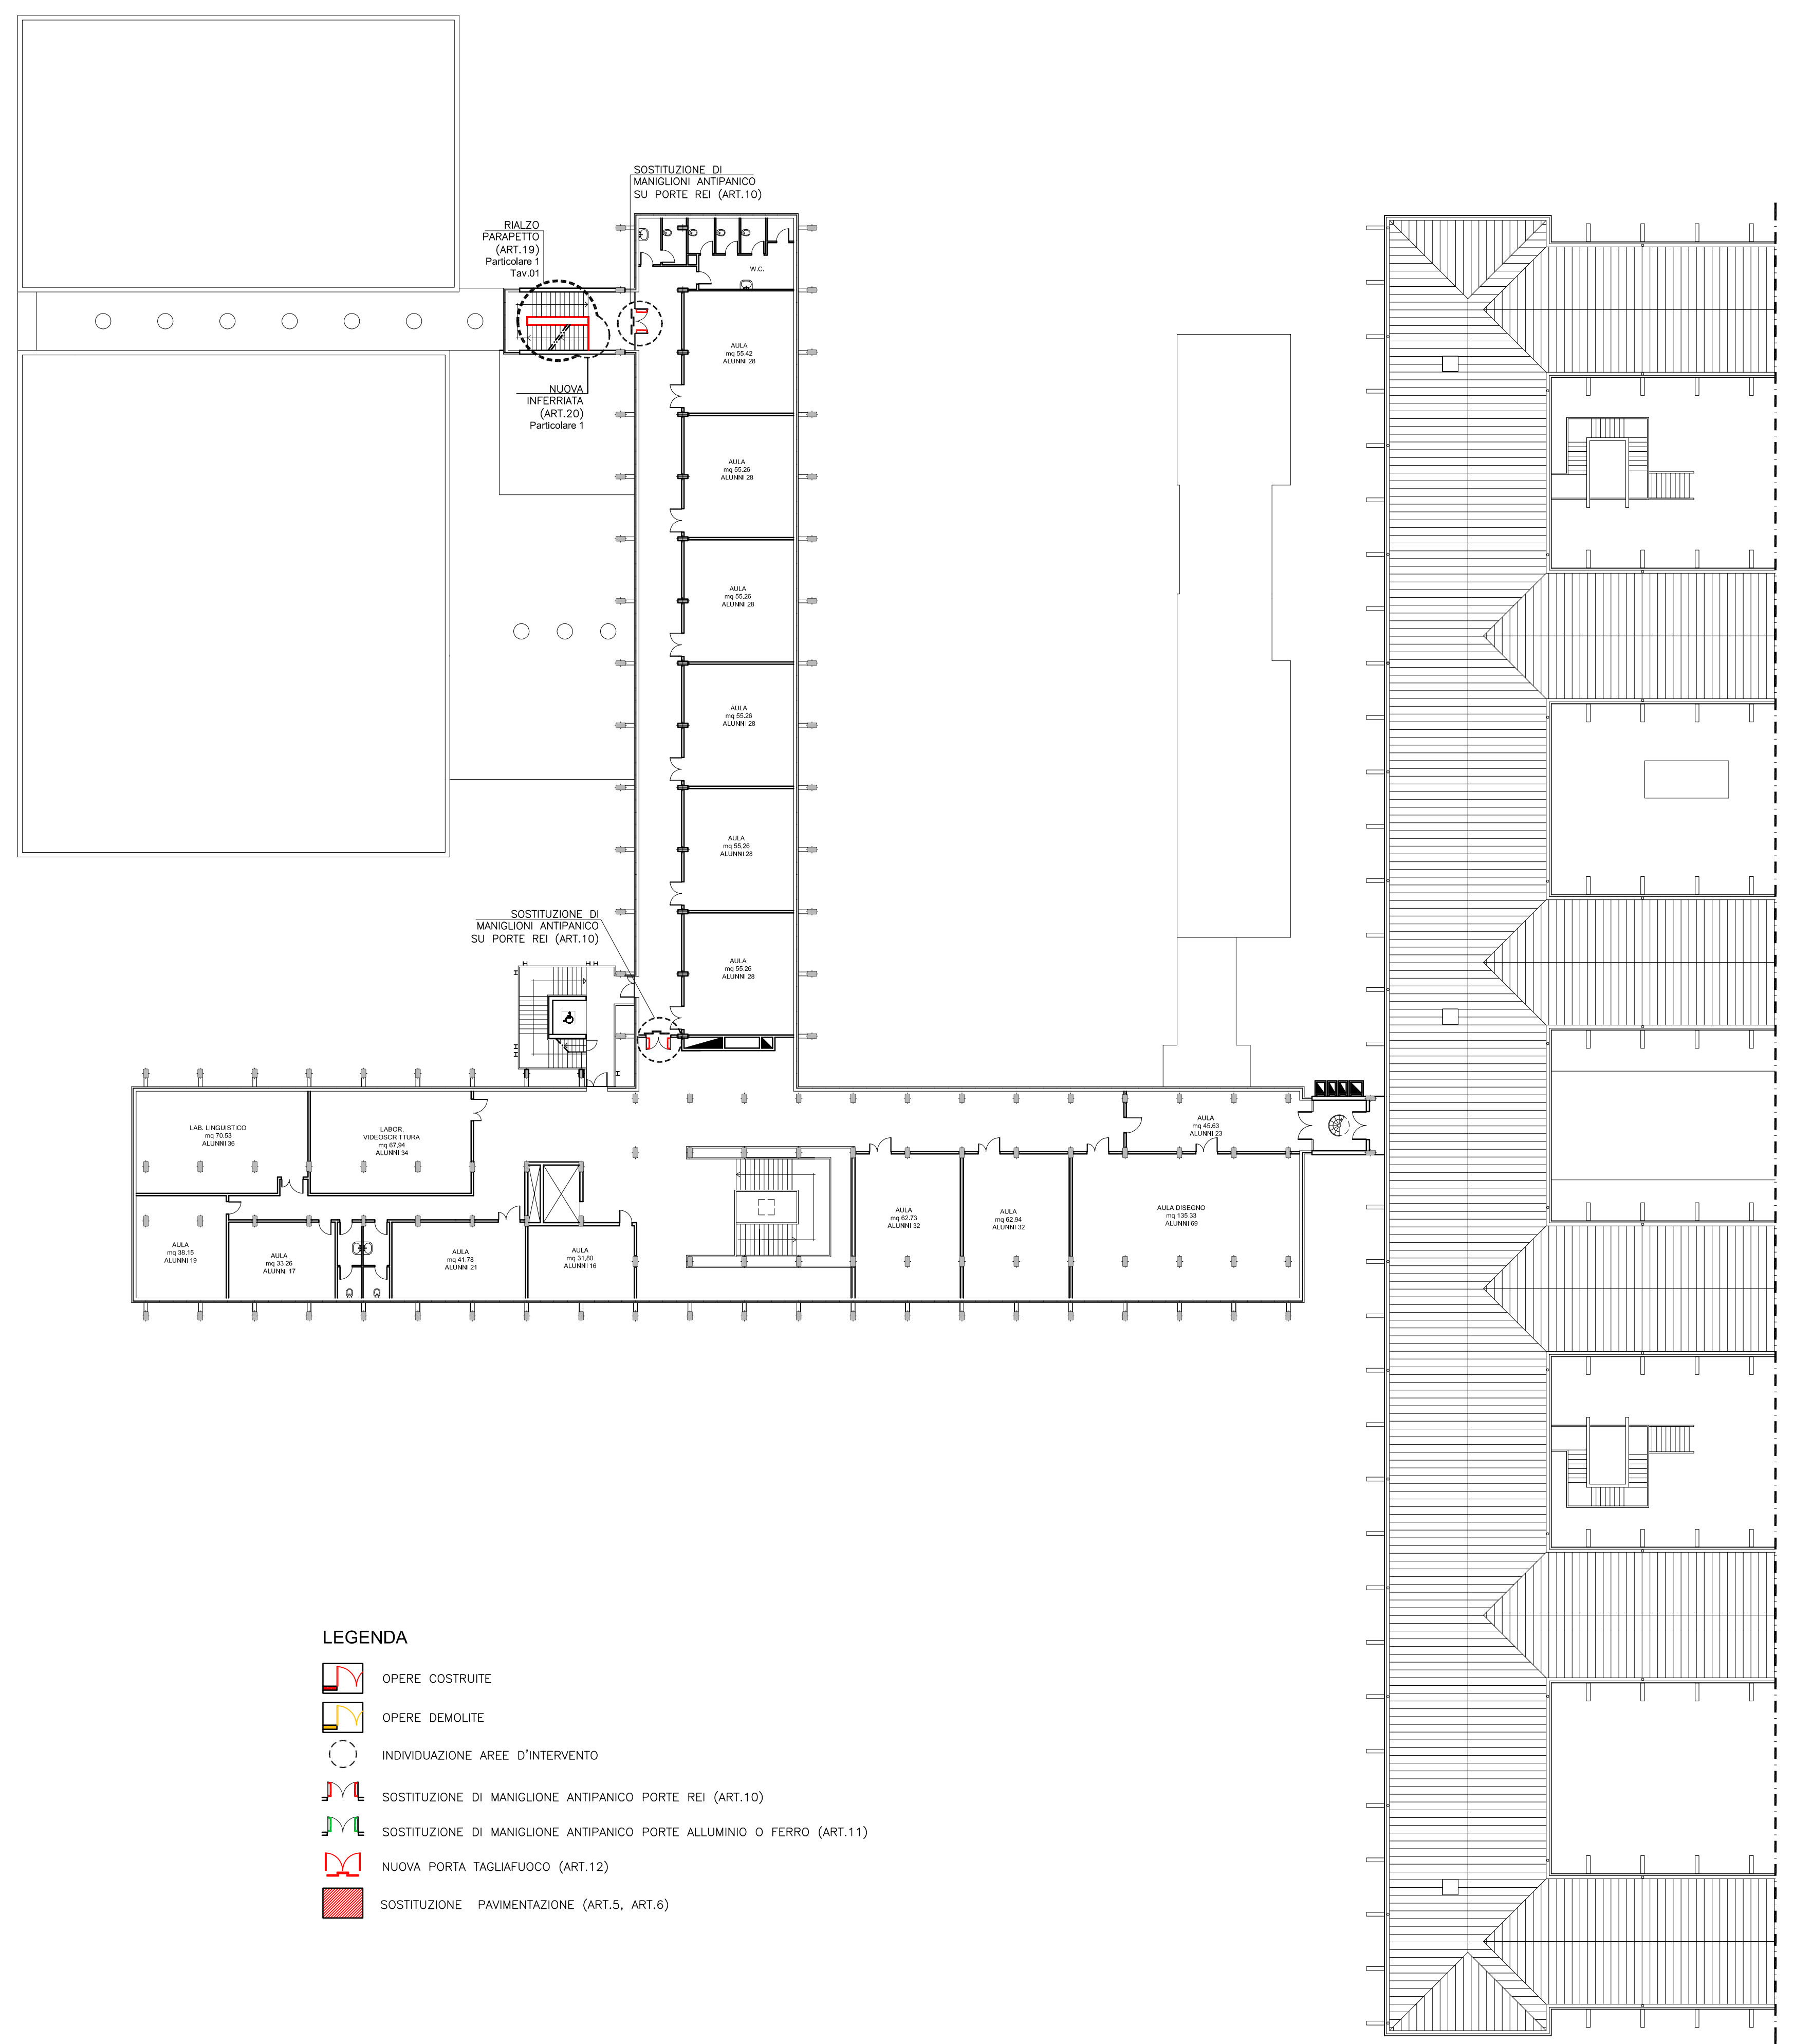 SOSTITUZIONE DI
MANIGLIONI ANTIPANICO
SU PORTE REI (ART.10)
RIALZO
PARAPETTO
(ART.19)
Particolare 1
Tav.01
W.C.
NUOVA
INFERRIATA
(ART.20)
Particolare 1
AULA
mq 55.42
ALUNNI 28
AULA
mq 55.26
ALUNNI 28
AULA
mq 55.26
ALUNNI 28
AULA
mq 55.26
ALUNNI 28
AULA
mq 55,26
ALUNNI 28
SOSTITUZIONE DI
MANIGLIONI ANTIPANICO
SU PORTE REI (ART.10)
AULA
mq 55.26
ALUNNI 28
LAB. LINGUISTICO
mq 70.53
ALUNNI 36
LABOR.
VIDEOSCRITTURA
mq 67.94
ALUNNI 34
AULA
mq 45.63
ALUNNI 23
AULA
mq 38.15
ALUNNI 19
AULA
mq 33,26
ALUNNI 17
AULA
mq 41.78
ALUNNI 21
AULA
mq 31,80
ALUNNI 16
AULA
mq 62.73
ALUNNI 32
AULA
mq 62.94
ALUNNI 32
AULA DISEGNO
mq 135.33
ALUNNI 69
LEGENDA
OPERE COSTRUITE
OPERE DEMOLITE
INDIVIDUAZIONE AREE D'INTERVENTO
SOSTITUZIONE DI MANIGLIONE ANTIPANICO PORTE REI (ART.10)
SOSTITUZIONE DI MANIGLIONE ANTIPANICO PORTE ALLUMINIO O FERRO (ART.11)
NUOVA PORTA TAGLIAFUOCO (ART.12)
SOSTITUZIONE PAVIMENTAZIONE (ART.5, ART.6)